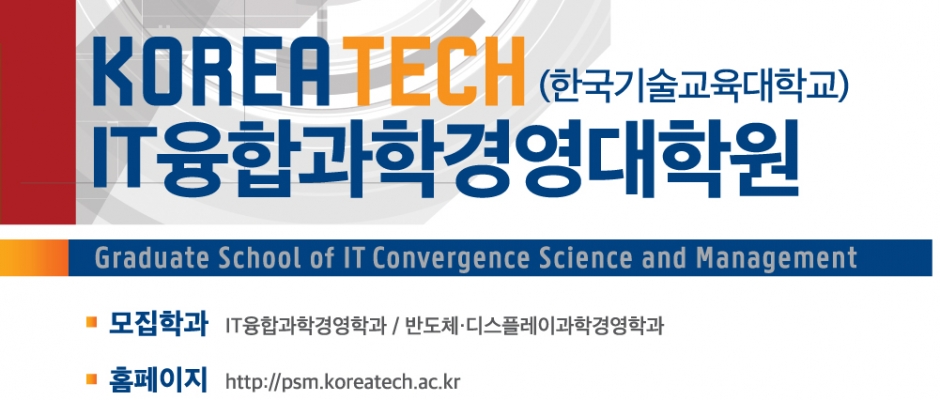 KOREATECH (한국기술교육대학교)
IT융합과학경영대학원
Graduate School of IT Convergence Science and Management
모집학과 IT융합과학경영학과 / 반도체·디스플레이과학경영학과
홈페이지 http://psm.koreatech.ac.kr